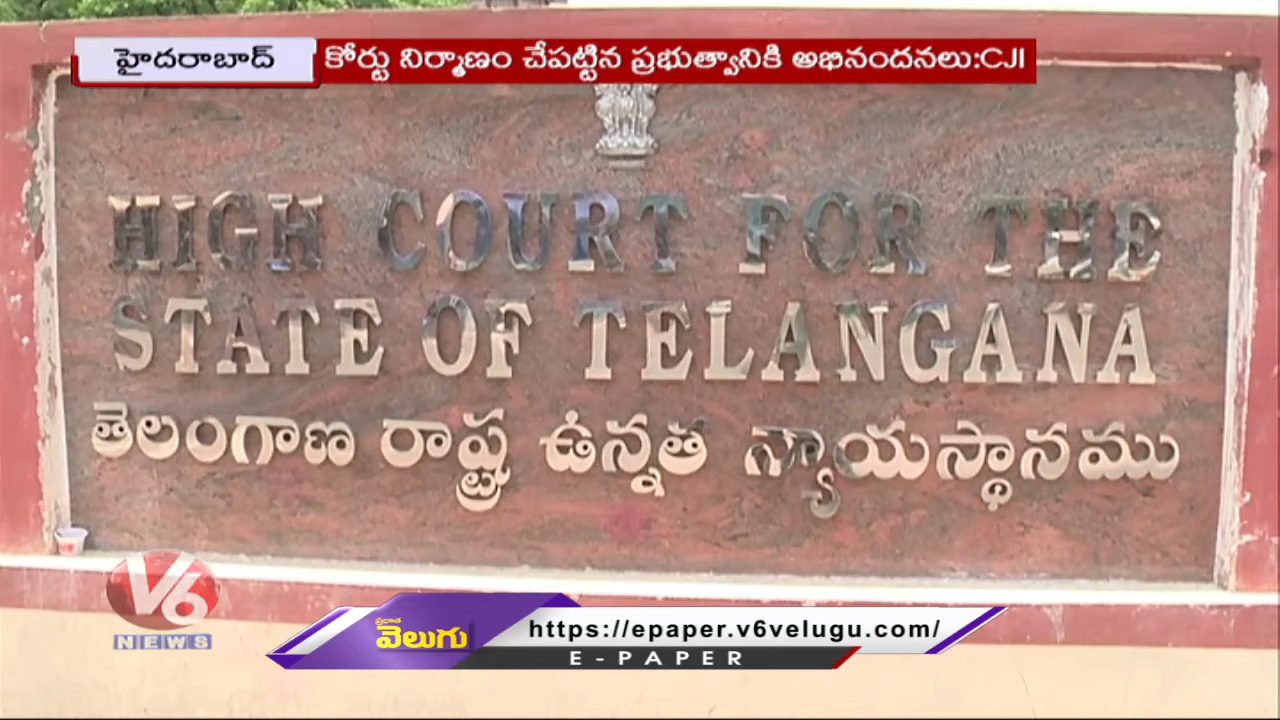 హైదరాబాద్
కోర్టు నిర్మాణం చేపట్టిన ప్రభుత్వానికి అభినందనలు:CJI
HIGH COURT FOR THE
STATE OF TELANGANA
తెలంగాణ రాష్ట్ర ఉన్నత న్యాయస్థానము
V6
NEWS
ప్రభాత
వెలుగు
https://epaper.v6velugu.com/
E-PAPER